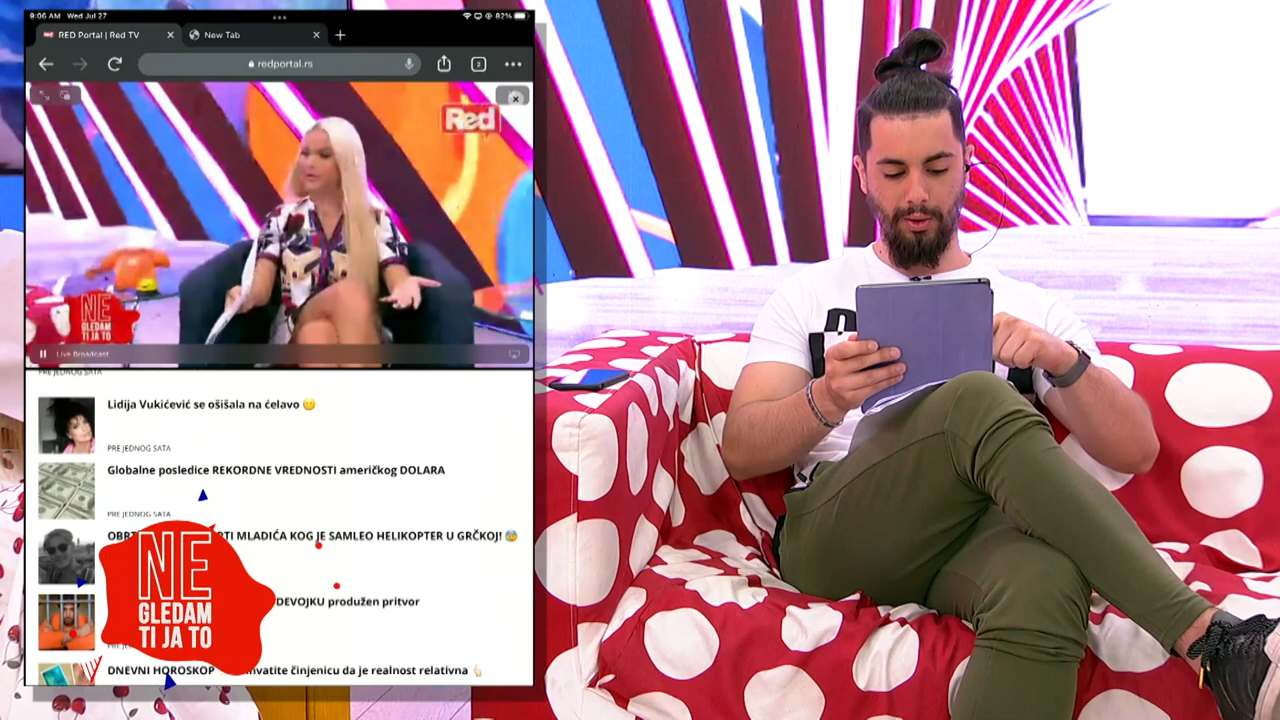 9:06 AM Wed Jul 27
82%
RED Portal | Red TV
New Tab
redportal.rs
Red
NE
GLEDAM
TI JA TO
Live Broadcast
PRE JEDNOG SATA
Lidija Vukićević se ošišala na ćelavo
PRE JEDNOG SATA
Globalne posledice REKORDNE VREDNOSTI američkog DOLARA
PRE JEDNOG SATA
MLADIĆA KOG JE SAMLEO HELIKOPTER U GRČKOJ!
DEVOJKU produžen pritvor
DNEVNI HOROSKOP činjenicu da je realnost relativna
NE
GLEDAM
TI JA TO